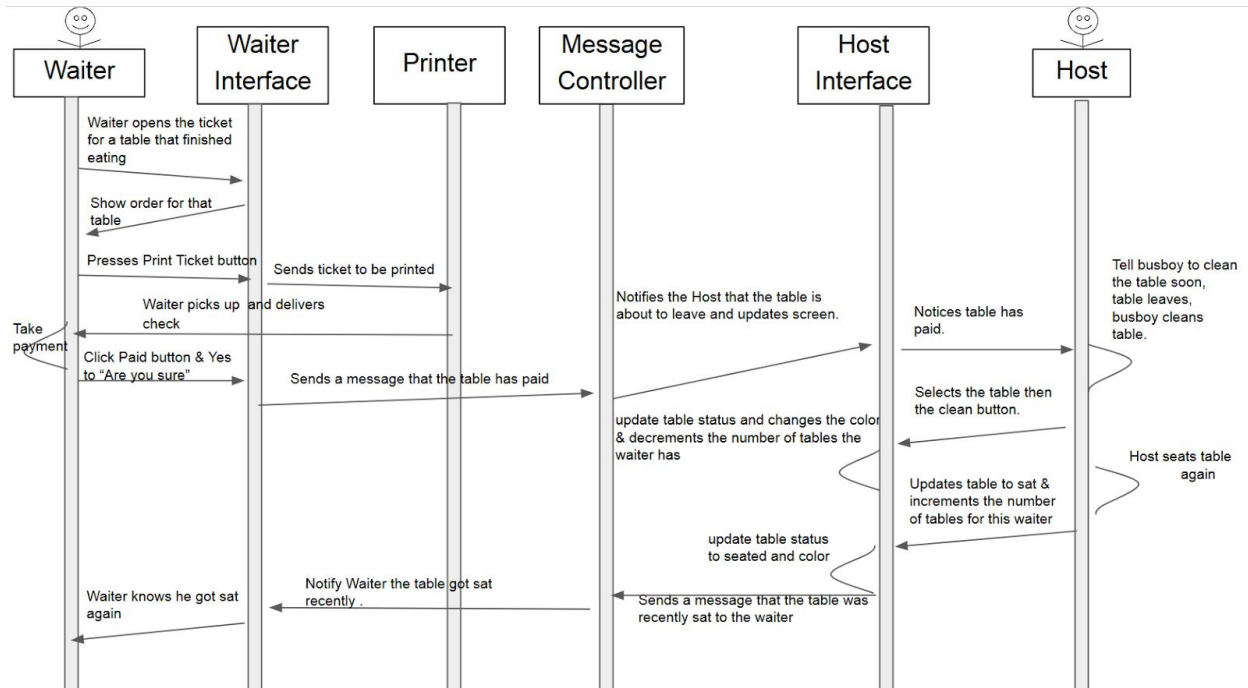 Waiter
Waiter
Interface
Printer
Message
Controller
Host
Interface
Host
Waiter opens the ticket
for a table that finished
eating
Show order for that
table
Presses Print Ticket button
Sends ticket to be printed
Waiter picks up and delivers
check
Take
payment
Click Paid button & Yes
to “Are you sure”
Sends a message that the table has paid
Notifies the Host that the table is
about to leave and updates screen.
Notices table has
paid.
Tell busboy to clean
the table soon,
table leaves,
busboy cleans
table.
Selects the table then
the clean button.
update table status and changes the color
& decrements the number of tables the
waiter has
Host seats table
again
Updates table to sat &
increments the number
of tables for this waiter
update table status
to seated and color
Sends a message that the table was
recently sat to the waiter
Notify Waiter the table got sat
recently .
Waiter knows he got sat
again